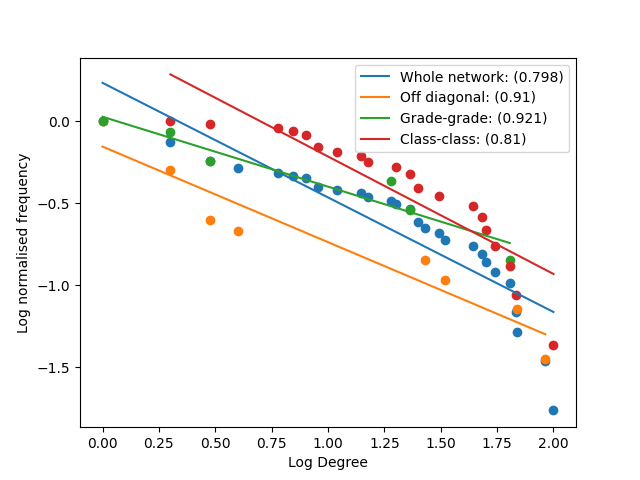 Whole network: (0.798)
Off diagonal: (0.91)
Grade-grade: (0.921)
Class-class: (0.81)
Log normalised frequency
0.0
−0.5
−1.0
−1.5
0.00 0.25 0.50 0.75 1.00 1.25 1.50 1.75 2.00
Log Degree